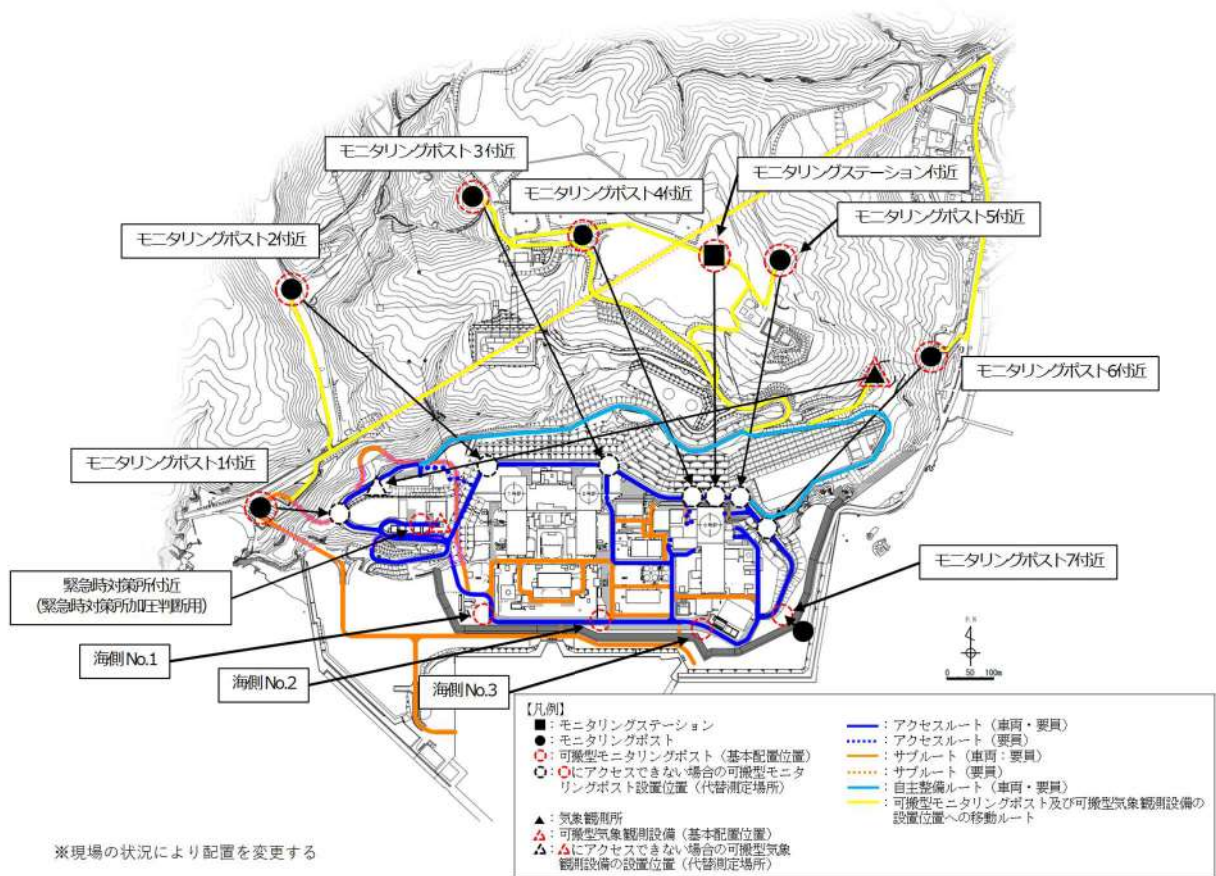 モニタリングポスト3付近
モニタリングポスト4付近
モニタリングステーション付近
モニタリングポスト2付近
モニタリングポスト5付近
モニタリングポスト6付近
モニタリングポスト1付近
緊急時対策所付近
(緊急時対策所加圧判断用)
モニタリングポスト7付近
海側No.1
海側No.2
海側No.3
0 50 100m
【凡例】
■:モニタリングステーション
●:モニタリングポスト
:可搬型モニタリングポスト(基本配置位置)
:にアクセスできない場合の可搬型モニタ
リングポスト設置位置(代替測定場所)
▲:気象観測所
:可搬型気象観測設備(基本配置位置)
:にアクセスできない場合の可搬型気象
観測設備の設置位置(代替測定場所)
:アクセスルート(車両・要員)
:アクセスルート(要員)
:サブルート(車両:要員)
:サブルート(要員)
:自主整備ルート(車両・要員)
:可搬型モニタリングポスト及び可搬型気象観測設備の
設置位置への移動ルート
※現場の状況により配置を変更する